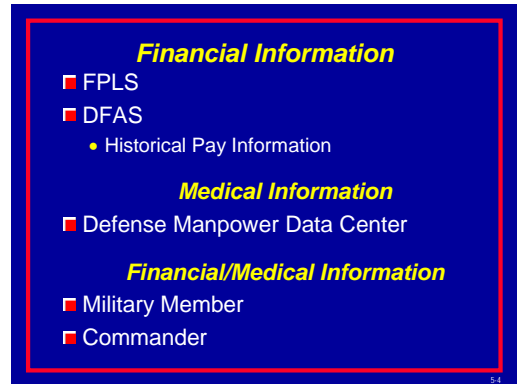 Financial Information
FPLS
DFAS
• Historical Pay Information
Medical Information
Defense Manpower Data Center
Financial/Medical Information
Military Member
Commander
5-4